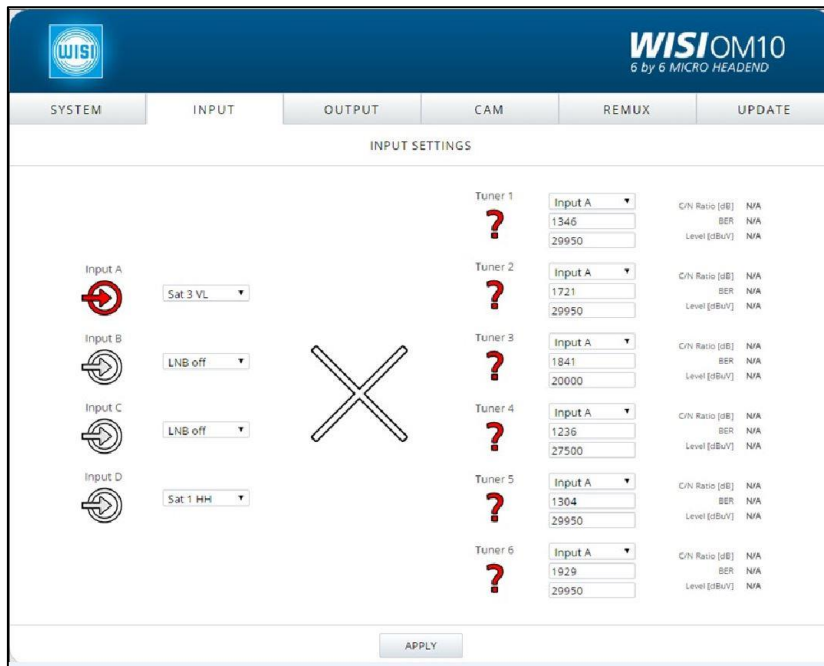 WISI
WISI OM10
6 by 6 MICRO HEADEND
SYSTEM INPUT OUTPUT CAM REMUX UPDATE
INPUT SETTINGS
Input A
Sat 3 VL
Input B
LNB off
Input C
LNB off
Input D
Sat 1 HH
Tuner 1
Input A
1346
29950
C/N Ratio [dB] N/A
BER N/A
Level [dBuV] N/A
Tuner 2
Input A
1721
29950
C/N Ratio [dB] N/A
BER N/A
Level [dBuV] N/A
Tuner 3
Input A
1841
20000
C/N Ratio [dB] N/A
BER N/A
Level [dBuV] N/A
Tuner 4
Input A
1236
27500
C/N Ratio [dB] N/A
BER N/A
Level [dBuV] N/A
Tuner 5
Input A
1304
29950
C/N Ratio [dB] N/A
BER N/A
Level [dBuV] N/A
Tuner 6
Input A
1929
29950
C/N Ratio [dB] N/A
BER N/A
Level [dBuV] N/A
APPLY